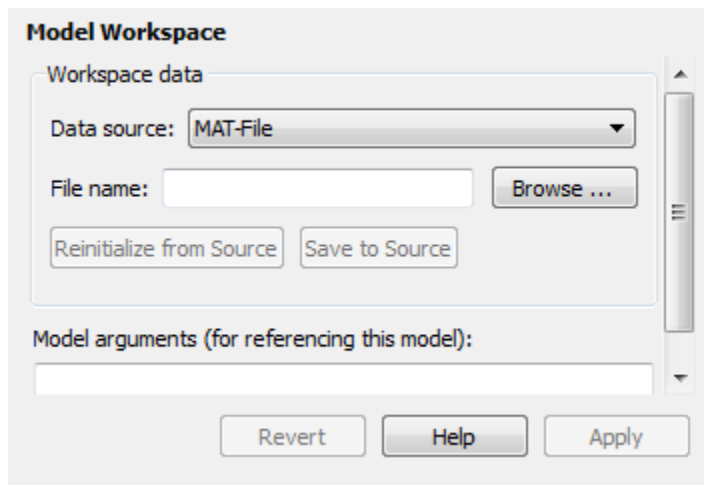 Model Workspace
Workspace data
Data source: MAT-File
File name: Browse ...
Reinitialize from Source Save to Source
Model arguments (for referencing this model):
Revert Help Apply